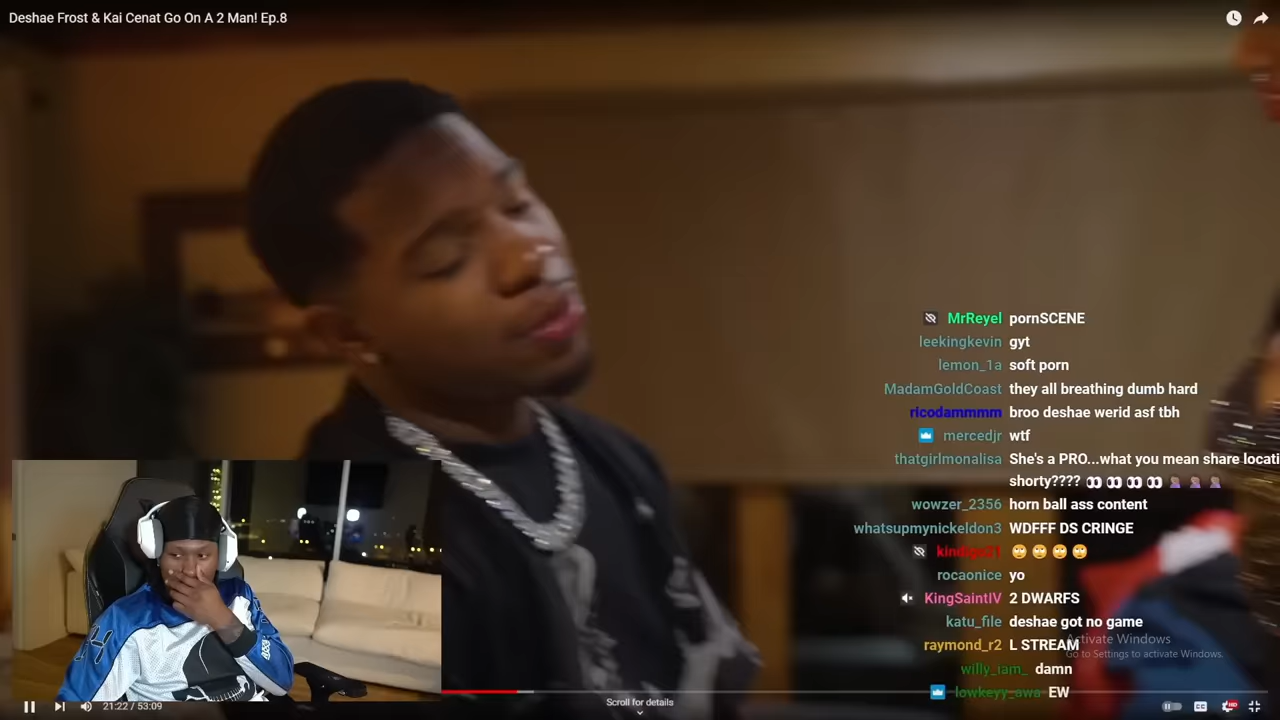 Deshae Frost & Kai Cenat Go On A 2 Man! Ep.8
MrReyel pornSCENE
leekingkevin gyt
lemon_1a soft porn
MadamGoldCoast they all breathing dumb hard
ricodammmm broo deshae werid asf tbh
mercedjr wtf
thatgirlmonalisa She's a PRO...what you mean share locati
shorty???? 👀 👀 👀 👀 🤦🏾‍♀️ 🤦🏾‍♀️ 🤦🏾‍♀️
wowzer_2356 horn ball ass content
whatsupmynickeldon3 WDFFF DS CRINGE
🙄 🙄 🙄 🙄
rocaonice yo
KingSaintIV 2 DWARFS
katu_file deshae got no game
raymond_r2 L STREAM
Activate Windows
Go to Settings to activate Windows.
willy_iam_ damn
lowkeyy_awa EW
21:22 / 53:09
Scroll for details
CC
HD